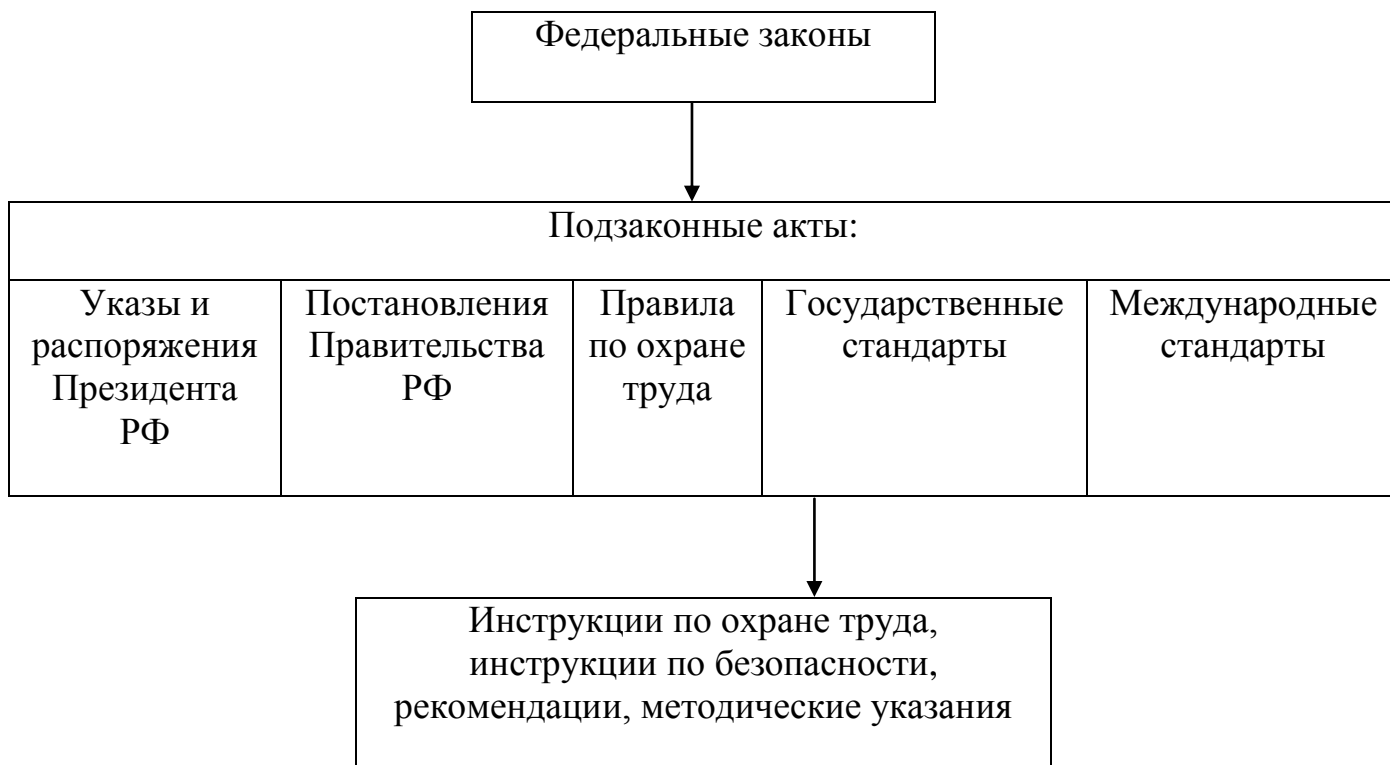 Федеральные законы
Подзаконные акты:
Указы и
распоряжения
Президента
РФ
Постановления
Правительства
РФ
Правила
по охране
труда
Государственные
стандарты
Международные
стандарты
Инструкции по охране труда,
инструкции по безопасности,
рекомендации, методические указания